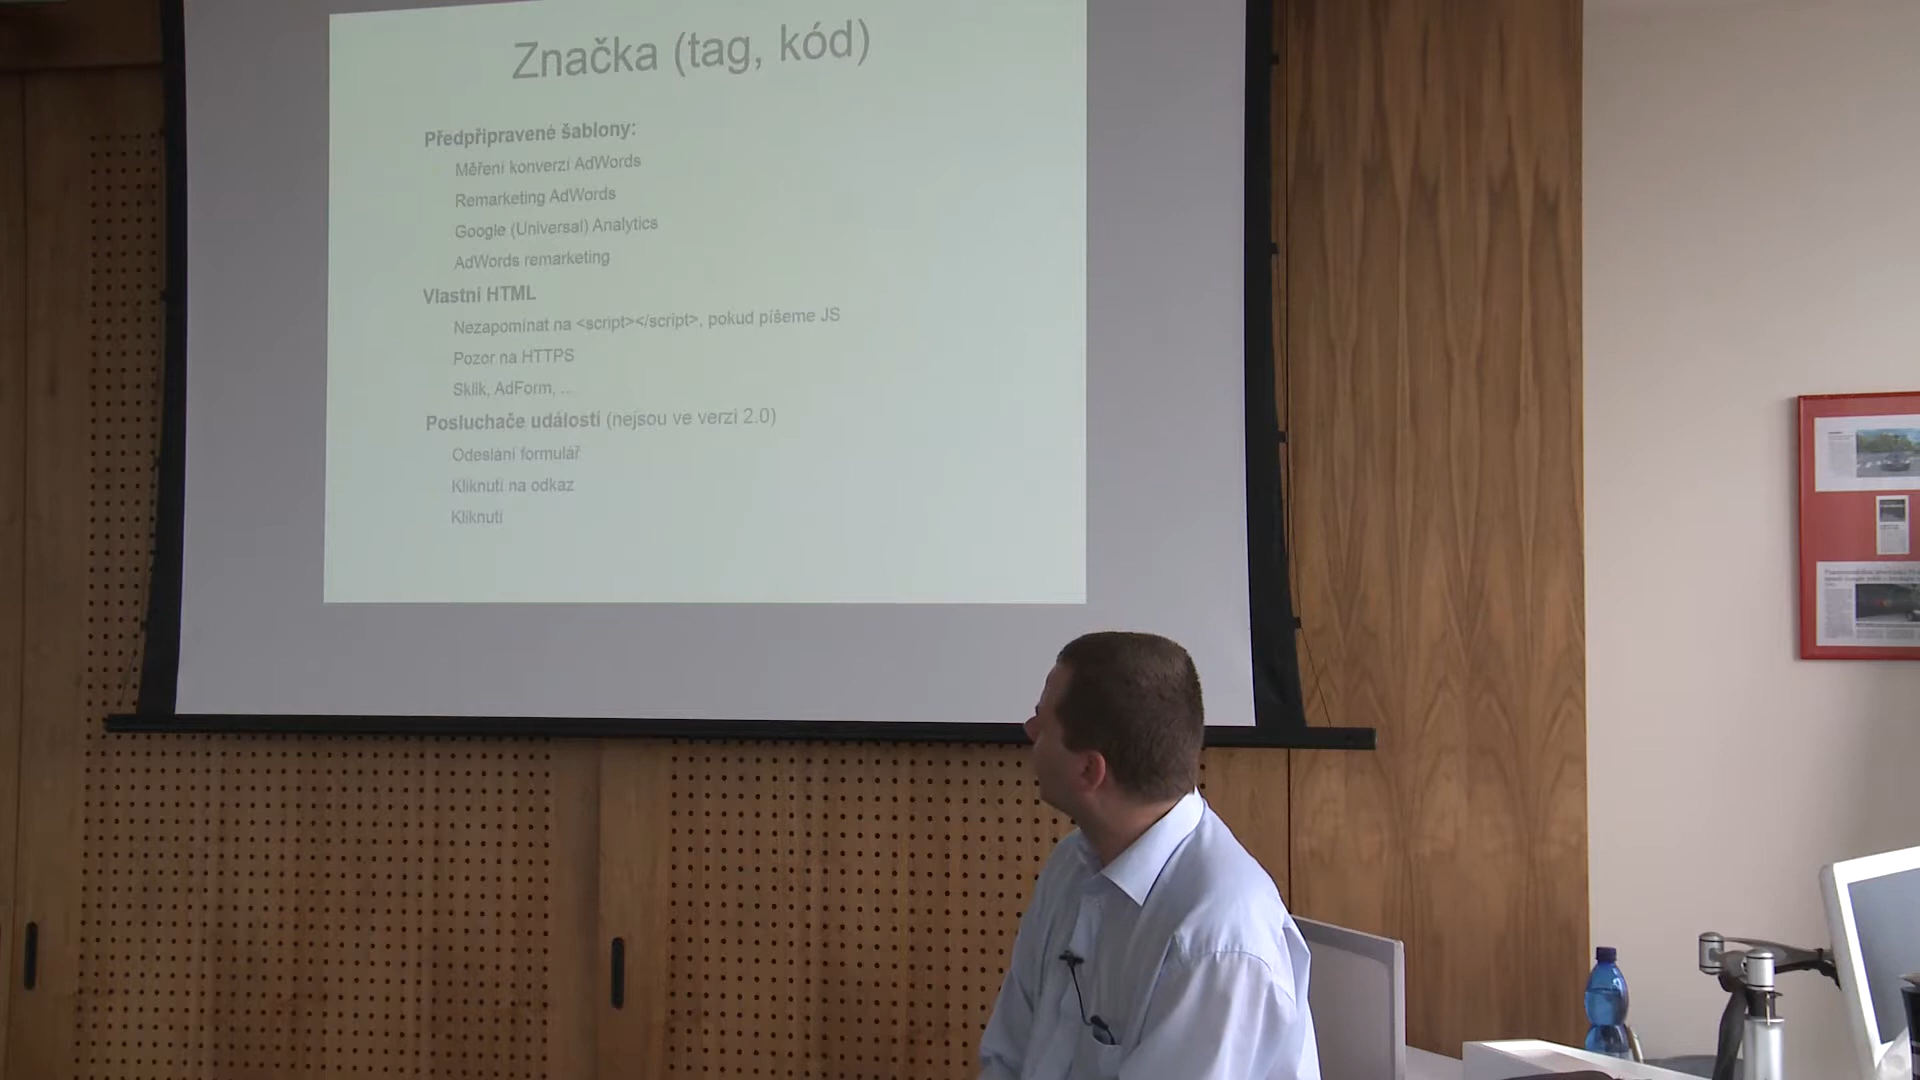 Značka (tag, kód)
Předpřipravené šablony:
Měření konverzí AdWords
Remarketing AdWords
Google (Universal) Analytics
AdWords remarketing
Vlastní HTML
Nezapomínat na <script></script>, pokud píšeme JS
Pozor na HTTPS
Sklik, AdForm, ...
Posluchače událostí (nejsou ve verzi 2.0)
Odeslání formulář
Kliknutí na odkaz
Kliknutí